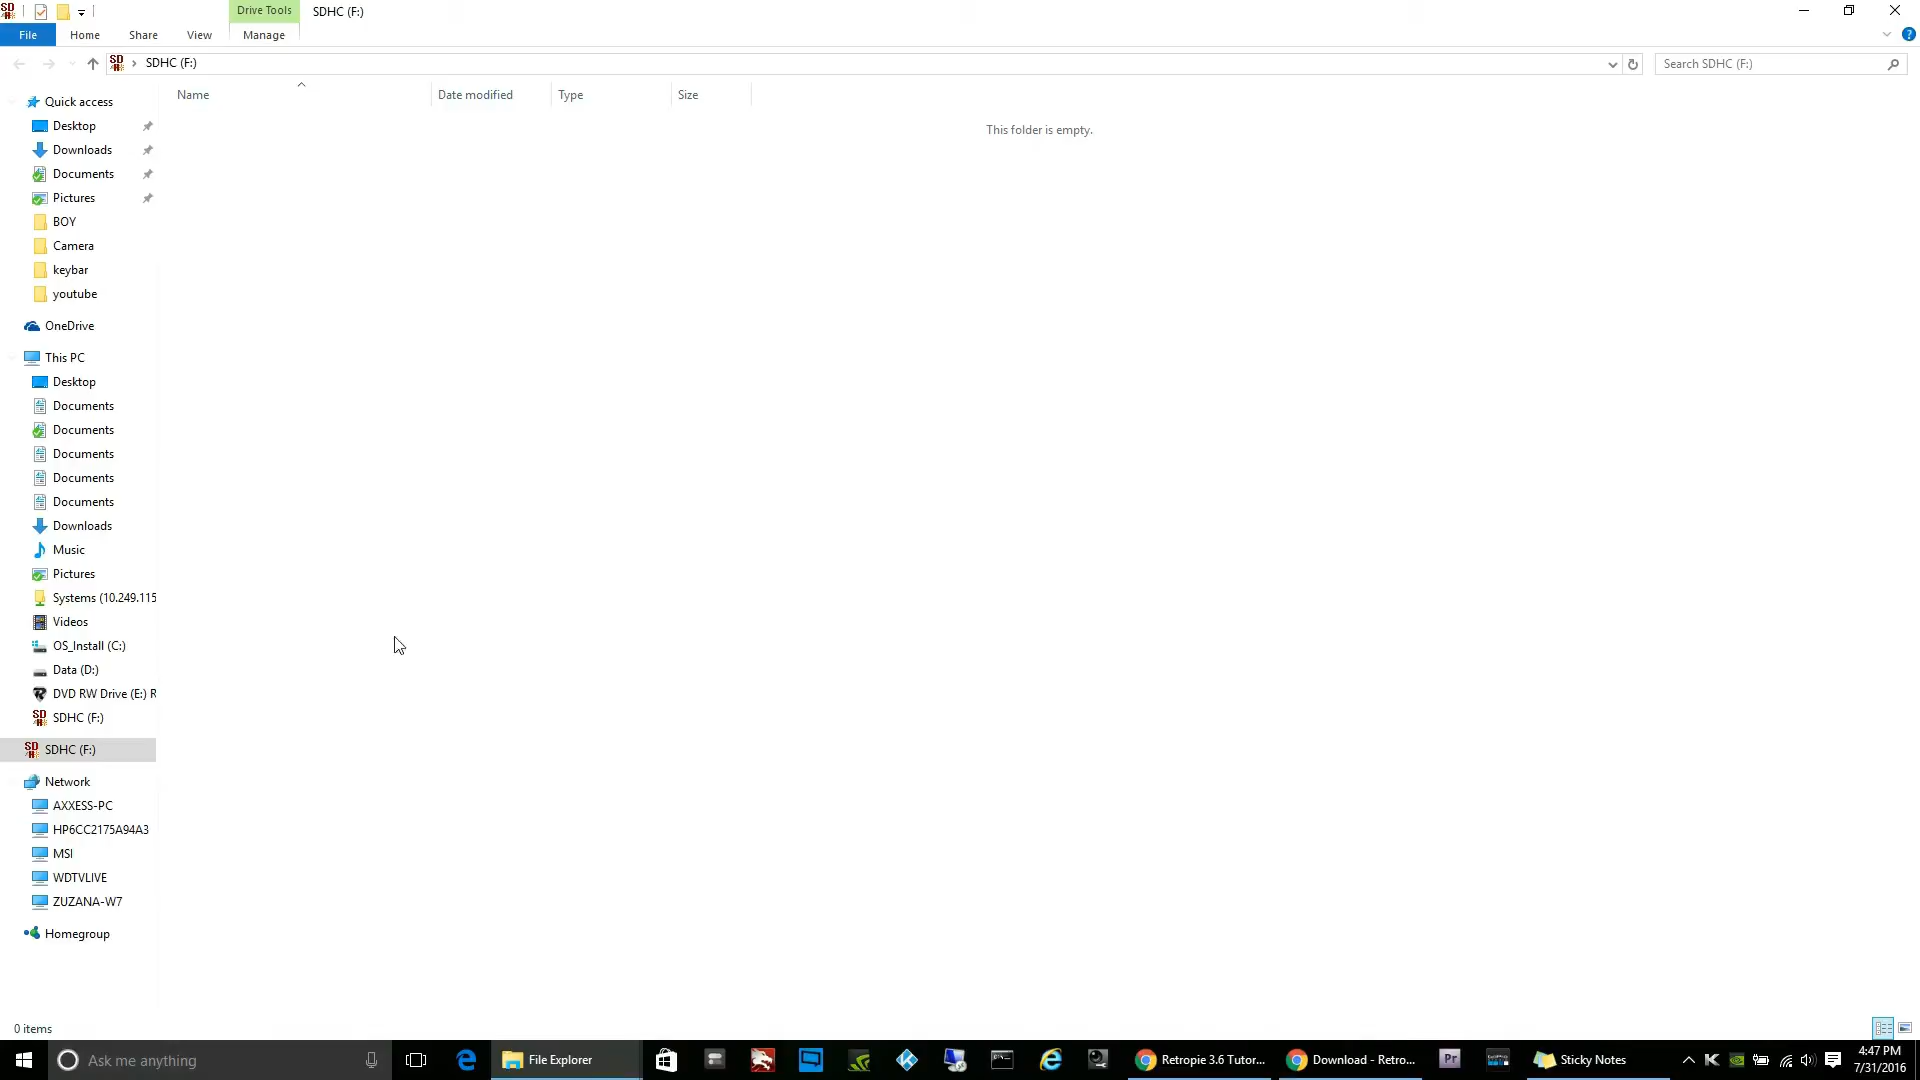 Drive Tools
SDHC (F:)
File
Home
Share
View
Manage
SDHC (F:)
Search SDHC (F:)
Name
Date modified
Type
Size
This folder is empty.
Quick access
Desktop
Downloads
Documents
Pictures
BOY
Camera
keybar
youtube
OneDrive
This PC
Desktop
Documents
Documents
Documents
Documents
Documents
Downloads
Music
Pictures
Systems (10.249.115
Videos
OS_Install (C:)
Data (D:)
DVD RW Drive (E:) R
SDHC (F:)
SDHC (F:)
Network
AXXESS-PC
HP6CC2175A94A3
MSI
WDTVLIVE
ZUZANA-W7
Homegroup
0 items
Ask me anything
File Explorer
Retropie 3.6 Tutor...
Download - Retro...
Pr
Sticky Notes
4:47 PM
7/31/2016